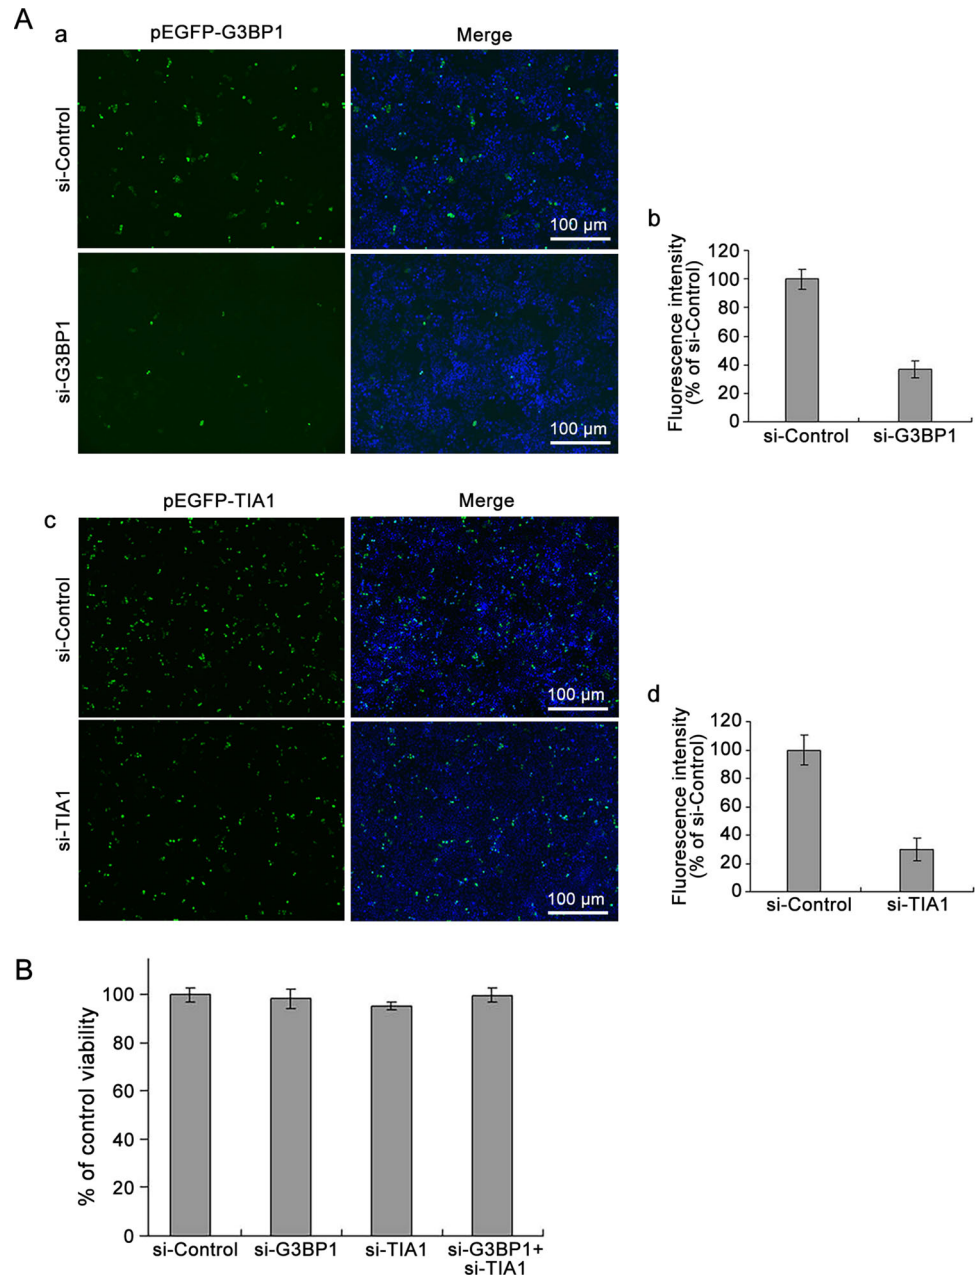 A
a
pEGFP-G3BP1
Merge
si-Control
100 µm
si-G3BP1
100 µm
b
Fluorescence intensity
(% of si-Control)
120
100
80
60
40
20
0
si-Control
si-G3BP1
c
pEGFP-TIA1
Merge
si-Control
100 µm
si-TIA1
100 µm
d
Fluorescence intensity
(% of si-Control)
120
100
80
60
40
20
0
si-Control
si-TIA1
B
% of control viability
100
80
60
40
20
0
si-Control
si-G3BP1
si-TIA1
si-G3BP1+
si-TIA1